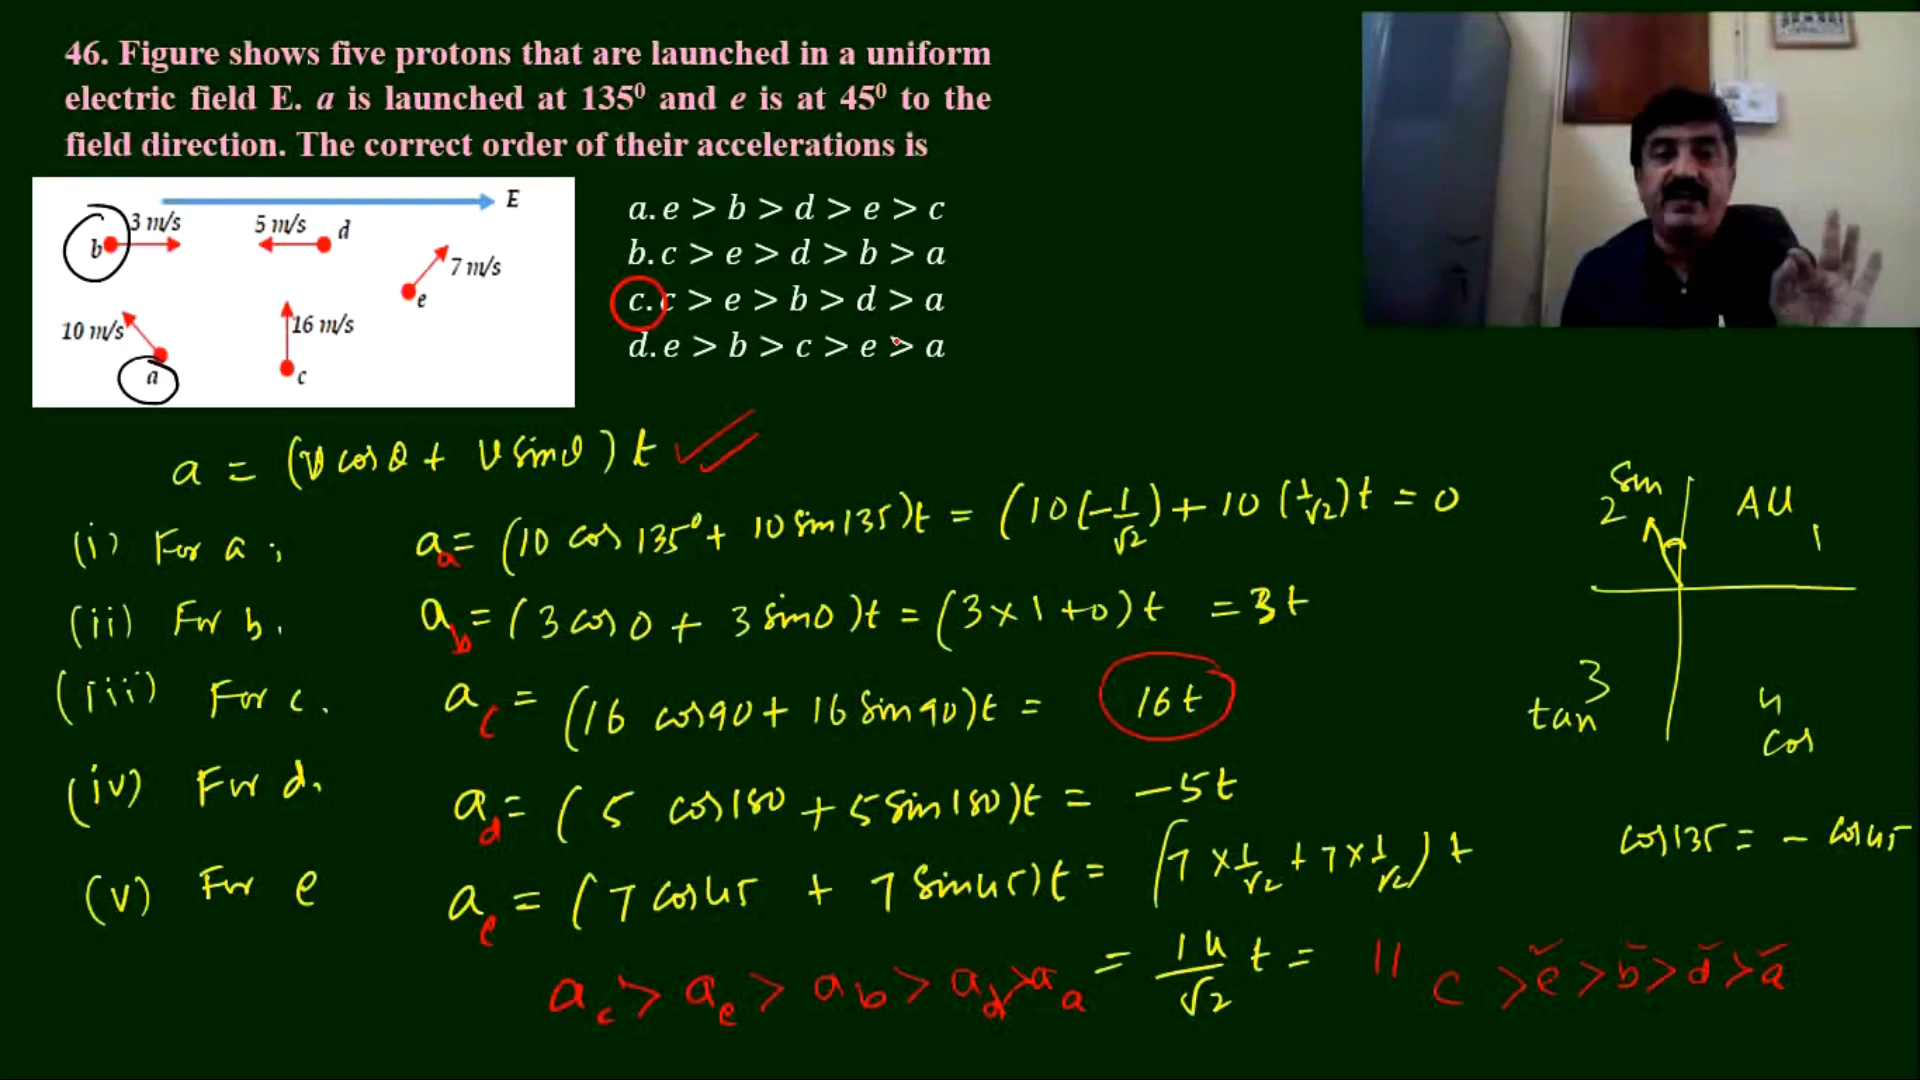 46. Figure shows five protons that are launched in a uniform
electric field E. a is launched at 135⁰ and e is at 45⁰ to the
field direction. The correct order of their accelerations is
E
3 m/s
5 m/s
d
b
7 m/s
e
10 m/s
16 m/s
a
c
a. e > b > d > e > c
b. c > e > d > b > a
c. c > e > b > d > a
d. e > b > c > e > a
a = (v cos θ + v sin θ) t
(i) For a; a_a = (10 cos 135° + 10 sin 135)t = (10(-1/√2) + 10(1/√2)t = 0
(ii) For b. a_b = (3 cos 0 + 3 sin 0)t = (3 × 1 + 0) t = 3t
(iii) For c. a_c = (16 cos 90 + 16 sin 90)t = 16t
(iv) For d. a_d = (5 cos 180 + 5 sin 180)t = -5t
(v) For e a_e = (7 cos 45 + 7 sin 45)t = (7 × 1/√2 + 7 × 1/√2) t
= 14/√2 t = 11
a_c > a_e > a_b > a_d > a_a
c > e > b > d > a
Sin
2
All
1
3
tan
4
cos
cos 135 = - cos 45